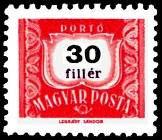 PORTÓ
30
fillér
MAGYAR POSTA
LEGRÁDY SÁNDOR